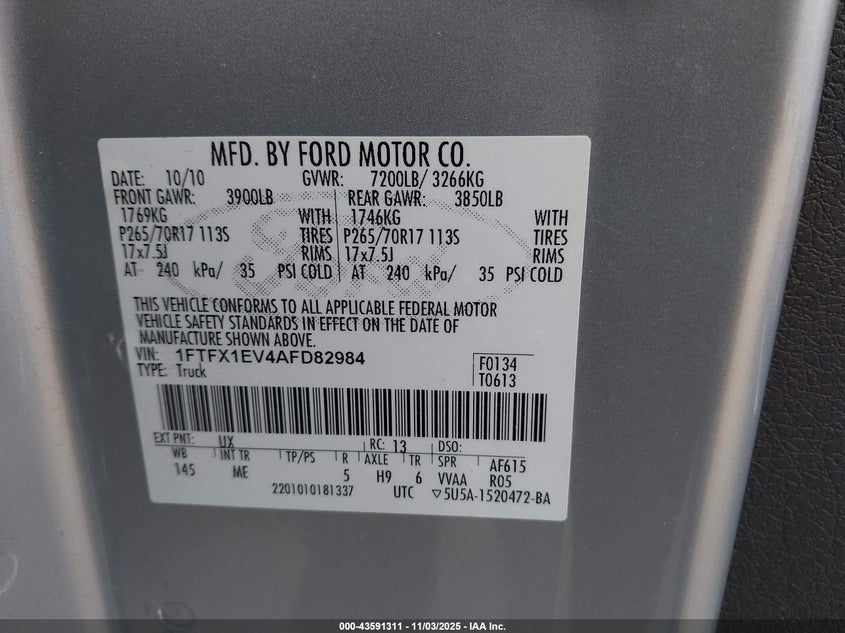 MFD. BY FORD MOTOR CO.
DATE: 10/10 GVWR: 7200LB/ 3266KG
FRONT GAWR: 3900LB REAR GAWR: 3850LB
1769KG WITH 1746KG WITH
P265/70R17 113S TIRES P265/70R17 113S TIRES
17x7.5J RIMS 17x7.5J RIMS
AT 240 kPa/ 35 PSI COLD AT 240 kPa/ 35 PSI COLD
THIS VEHICLE CONFORMS TO ALL APPLICABLE FEDERAL MOTOR
VEHICLE SAFETY STANDARDS IN EFFECT ON THE DATE OF
MANUFACTURE SHOWN ABOVE.
VIN: 1FTFX1EV4AFD82984 F0134
TYPE: Truck T0613
EXT PNT: UX RC: 13 DSO:
WB INT TR TP/PS R AXLE TR SPR AF615
145 ME 5 H9 6 VVAA R05
2201010181337 UTC ▽5U5A-1520472-BA
000-43591311 - 11/03/2025 - IAA Inc.